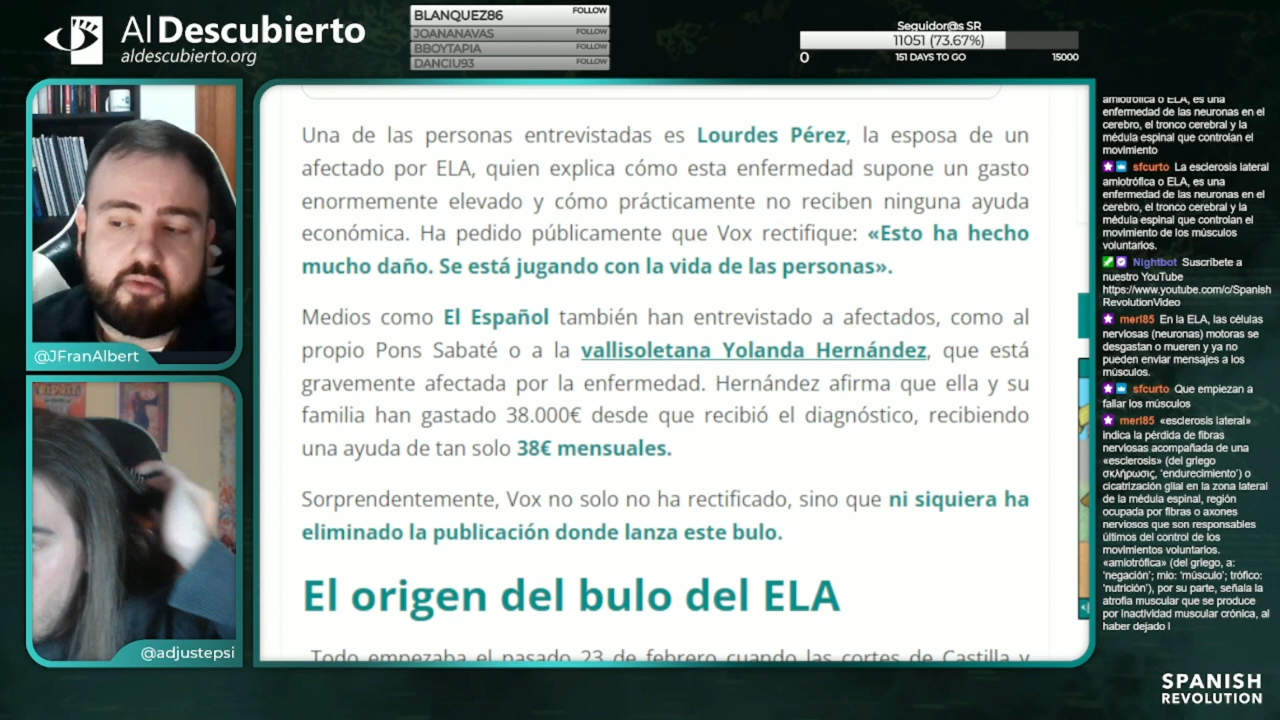 Al Descubierto
aldescubierto.org
BLANQUEZ86 FOLLOW
JOANANAVAS FOLLOW
BBOYTAPIA FOLLOW
DANCIU93 FOLLOW
Seguidor@s SR
11051 (73.67%)
0 151 DAYS TO GO 15000
@JFranAlbert
@adjustepsi
Una de las personas entrevistadas es Lourdes Pérez, la esposa de un
afectado por ELA, quien explica cómo esta enfermedad supone un gasto
enormemente elevado y cómo prácticamente no reciben ninguna ayuda
económica. Ha pedido públicamente que Vox rectifique: «Esto ha hecho
mucho daño. Se está jugando con la vida de las personas».
Medios como El Español también han entrevistado a afectados, como al
propio Pons Sabaté o a la vallisoletana Yolanda Hernández, que está
gravemente afectada por la enfermedad. Hernández afirma que ella y su
familia han gastado 38.000€ desde que recibió el diagnóstico, recibiendo
una ayuda de tan solo 38€ mensuales.
Sorprendentemente, Vox no solo no ha rectificado, sino que ni siquiera ha
eliminado la publicación donde lanza este bulo.
El origen del bulo del ELA
Todo empezaba el pasado 23 de febrero cuando las cortes de Castilla y
amiotrófica o ELA, es una
enfermedad de las neuronas en el
cerebro, el tronco cerebral y la
médula espinal que controlan el
movimiento
sfcurto La esclerosis lateral
amiotrófica o ELA, es una
enfermedad de las neuronas en el
cerebro, el tronco cerebral y la
médula espinal que controlan el
movimiento de los músculos
voluntarios.
Nightbot Suscríbete a
nuestro YouTube
https://www.youtube.com/c/Spanish
RevolutionVideo
merl85 En la ELA, las células
nerviosas (neuronas) motoras se
desgastan o mueren y ya no
pueden enviar mensajes a los
músculos.
sfcurto Que empiezan a
fallar los músculos
merl85 «esclerosis lateral»
indica la pérdida de fibras
nerviosas acompañada de una
«esclerosis» (del griego
σκλήρωσις, 'endurecimiento') o
cicatrización glial en la zona lateral
de la médula espinal, región
ocupada por fibras o axones
nerviosos que son responsables
últimos del control de los
movimientos voluntarios.
«amiotrófica» (del griego, a:
'negación'; mio: 'músculo'; trófico:
'nutrición'), por su parte, señala la
atrofia muscular que se produce
por inactividad muscular crónica, al
haber dejado l
SPANISH
REVOLUTION